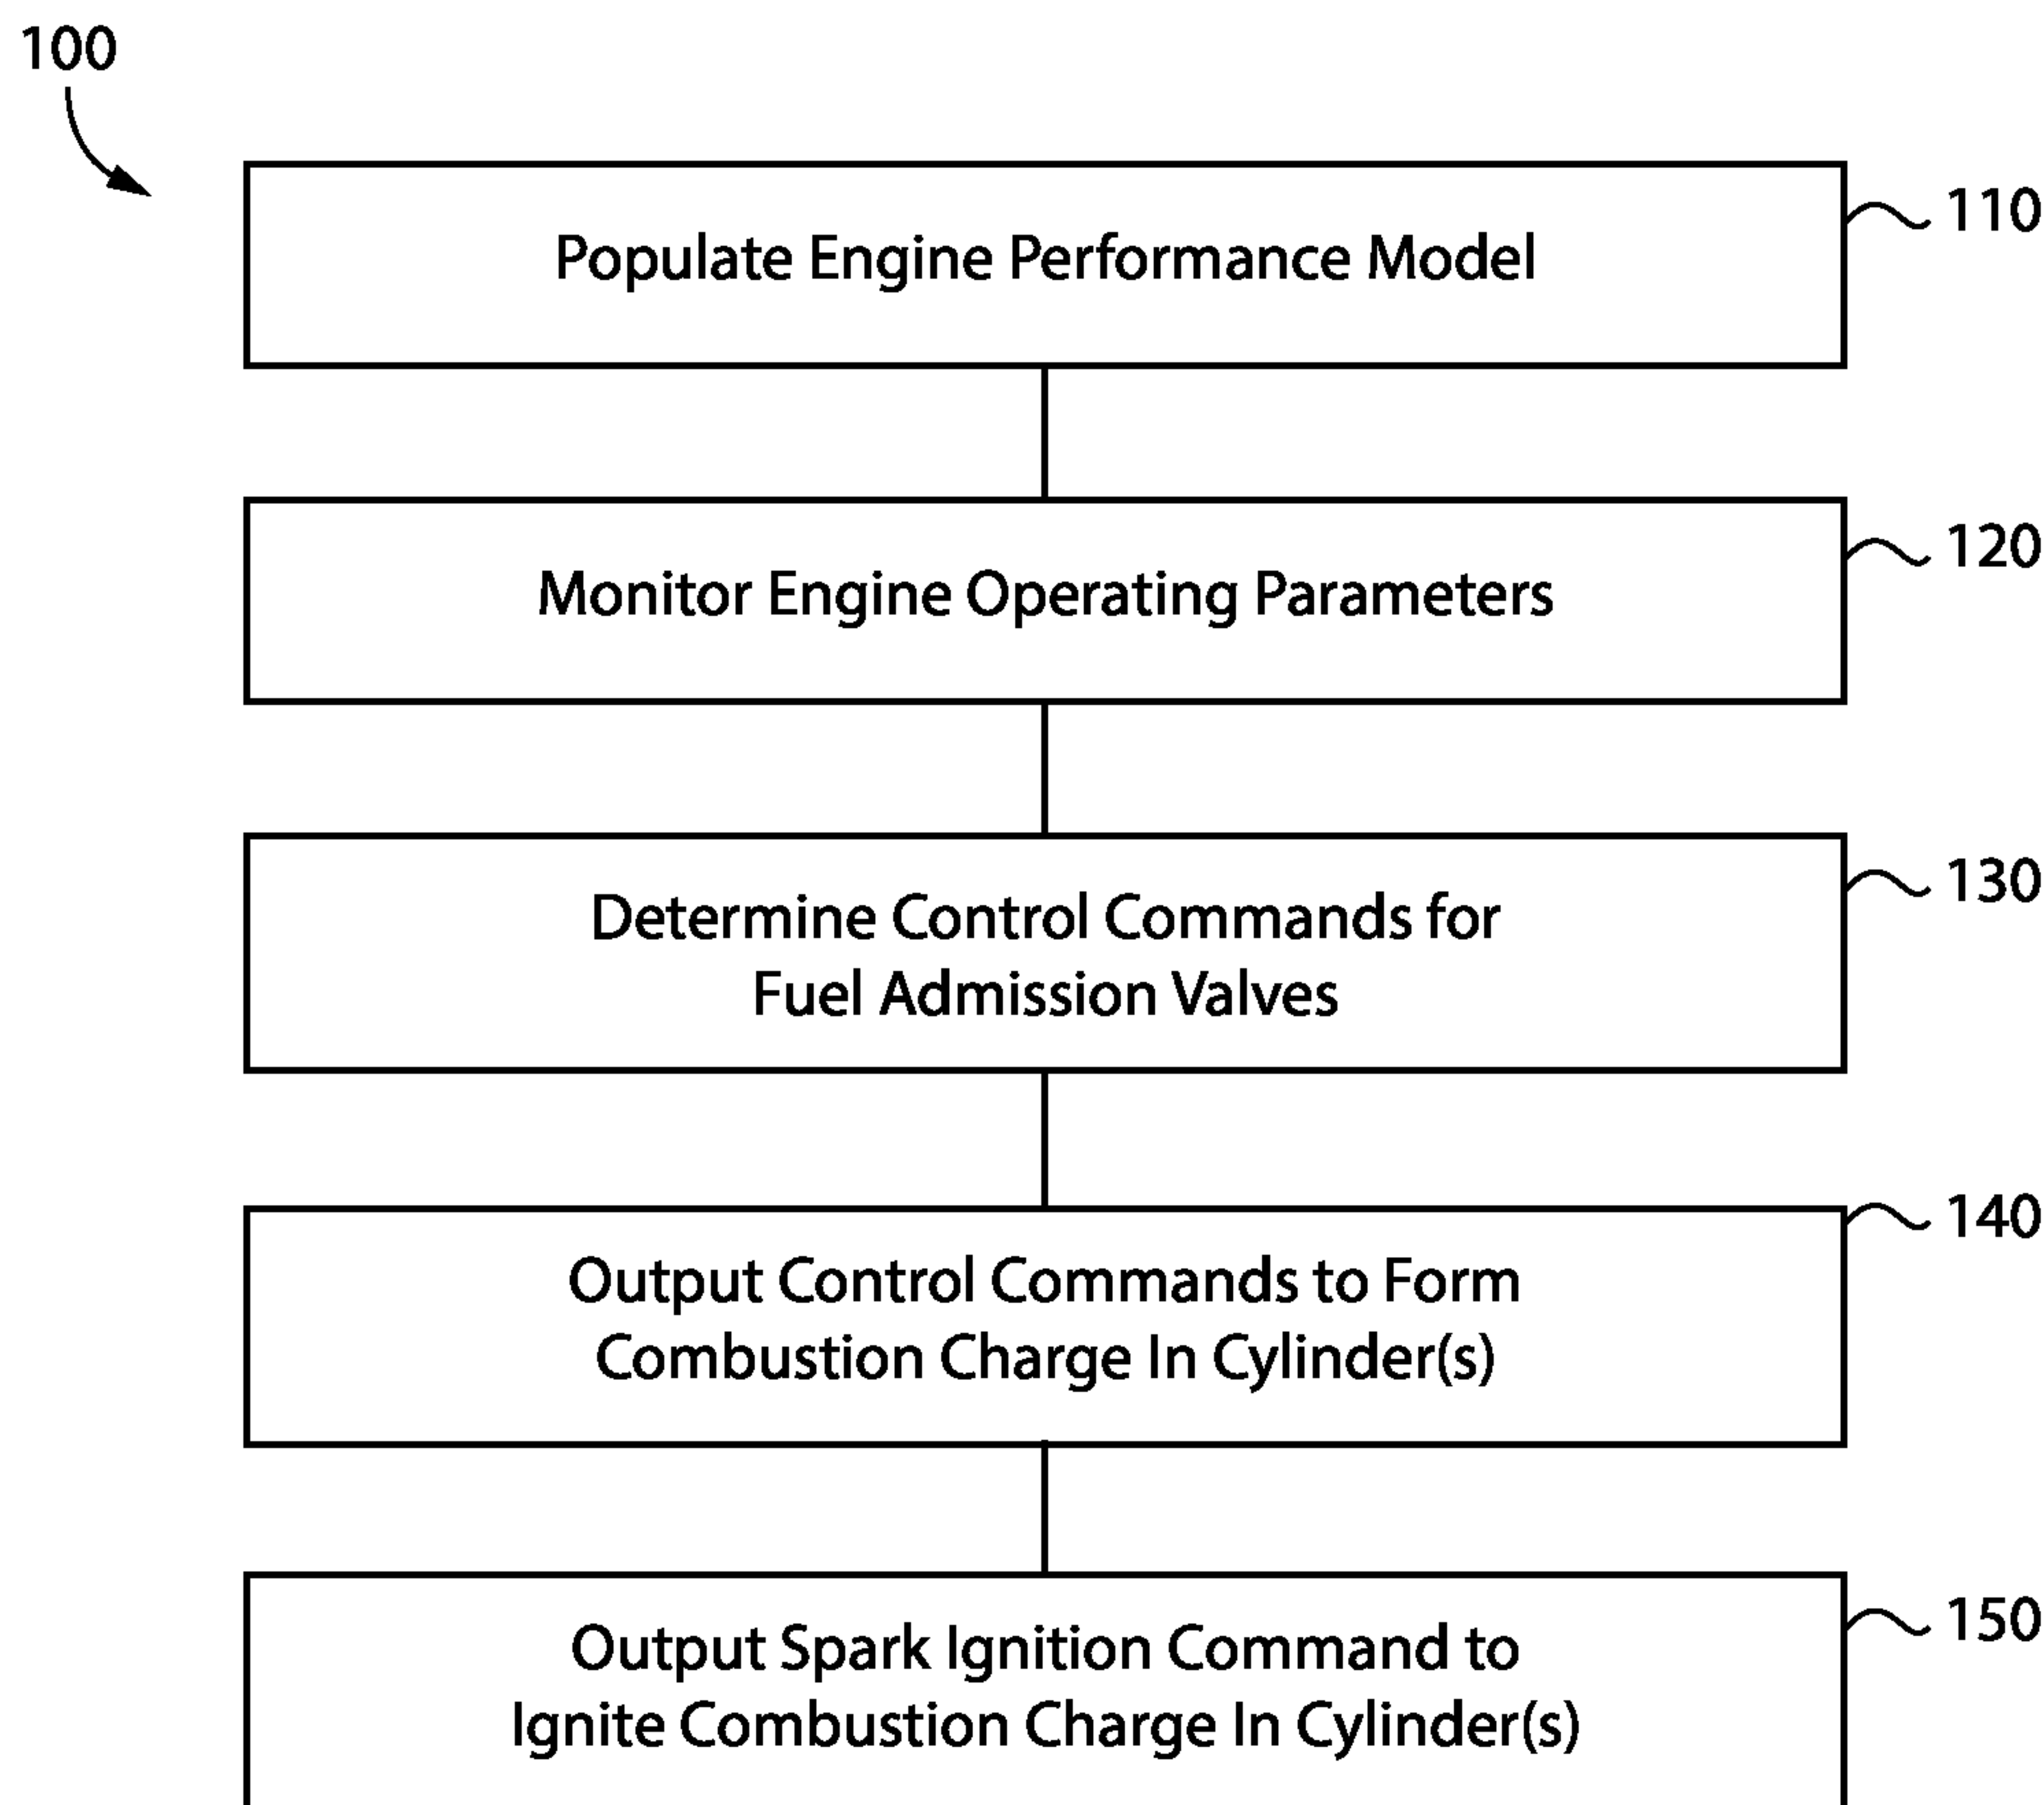 100
Populate Engine Performance Model
110
Monitor Engine Operating Parameters
120
Determine Control Commands for
Fuel Admission Valves
130
Output Control Commands to Form
Combustion Charge In Cylinder(s)
140
Output Spark Ignition Command to
Ignite Combustion Charge In Cylinder(s)
150